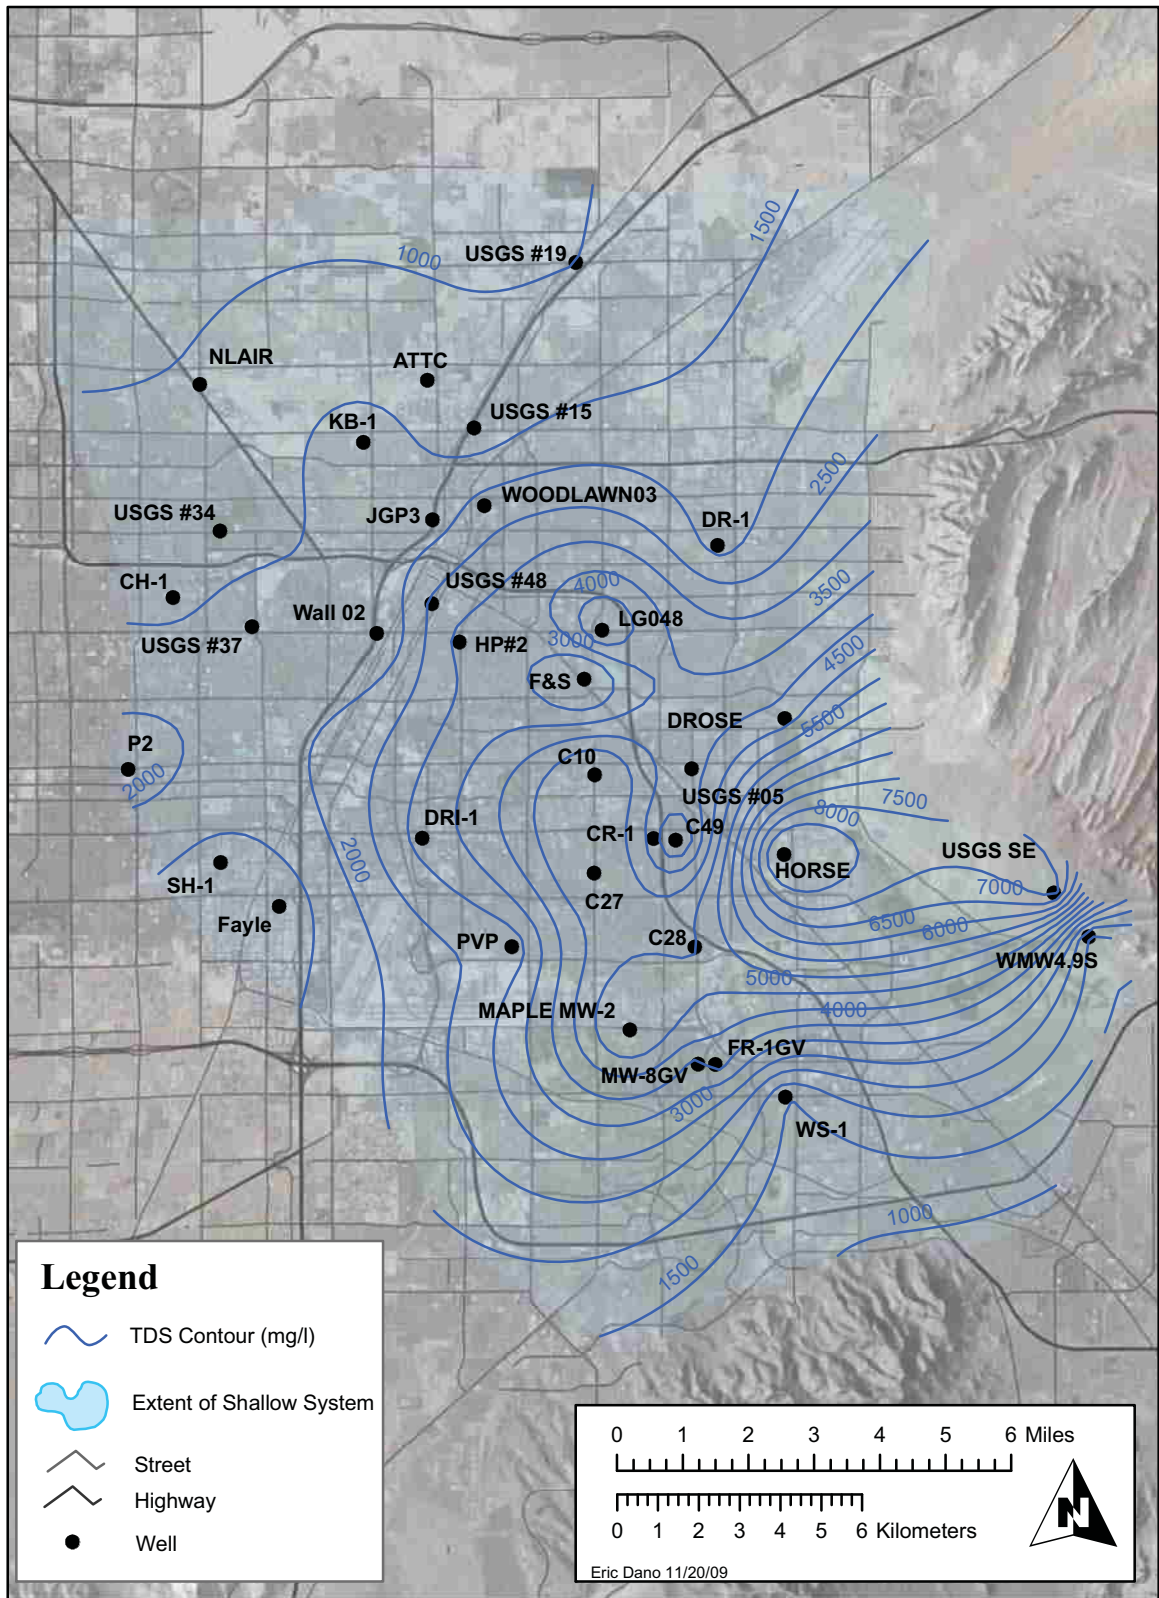 1500
1000
USGS #19
NLAIR
ATTC
USGS #15
KB-1
2500
WOODLAWN03
USGS #34
JGP3
DR-1
CH-1
USGS #48
4000
3500
Wall 02
LG048
USGS #37
HP#2
3000
4500
F&S
DROSE
5500
P2
C10
2000
USGS #05
7500
8000
DRI-1
CR-1
C49
2000
USGS SE
HORSE
SH-1
7000
C27
Fayle
6500
6000
PVP
C28
WMW4.9S
5000
MAPLE MW-2
4000
FR-1GV
MW-8GV
3000
WS-1
1000
1500
Legend
TDS Contour (mg/l)
Extent of Shallow System
Street
Highway
Well
0 1 2 3 4 5 6 Miles
0 1 2 3 4 5 6 Kilometers
N
Eric Dano 11/20/09